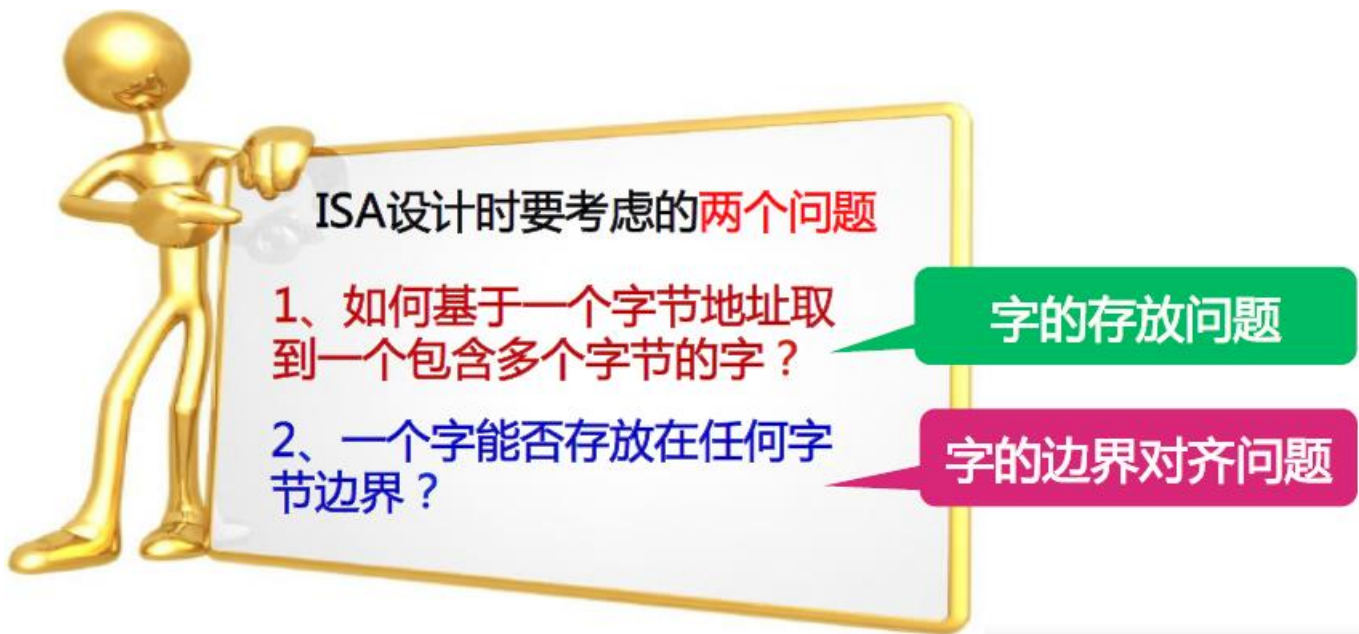 ISA设计时要考虑的两个问题
1、如何基于一个字节地址取
到一个包含多个字节的字？
字的存放问题
2、一个字能否存放在任何字
节边界？
字的边界对齐问题